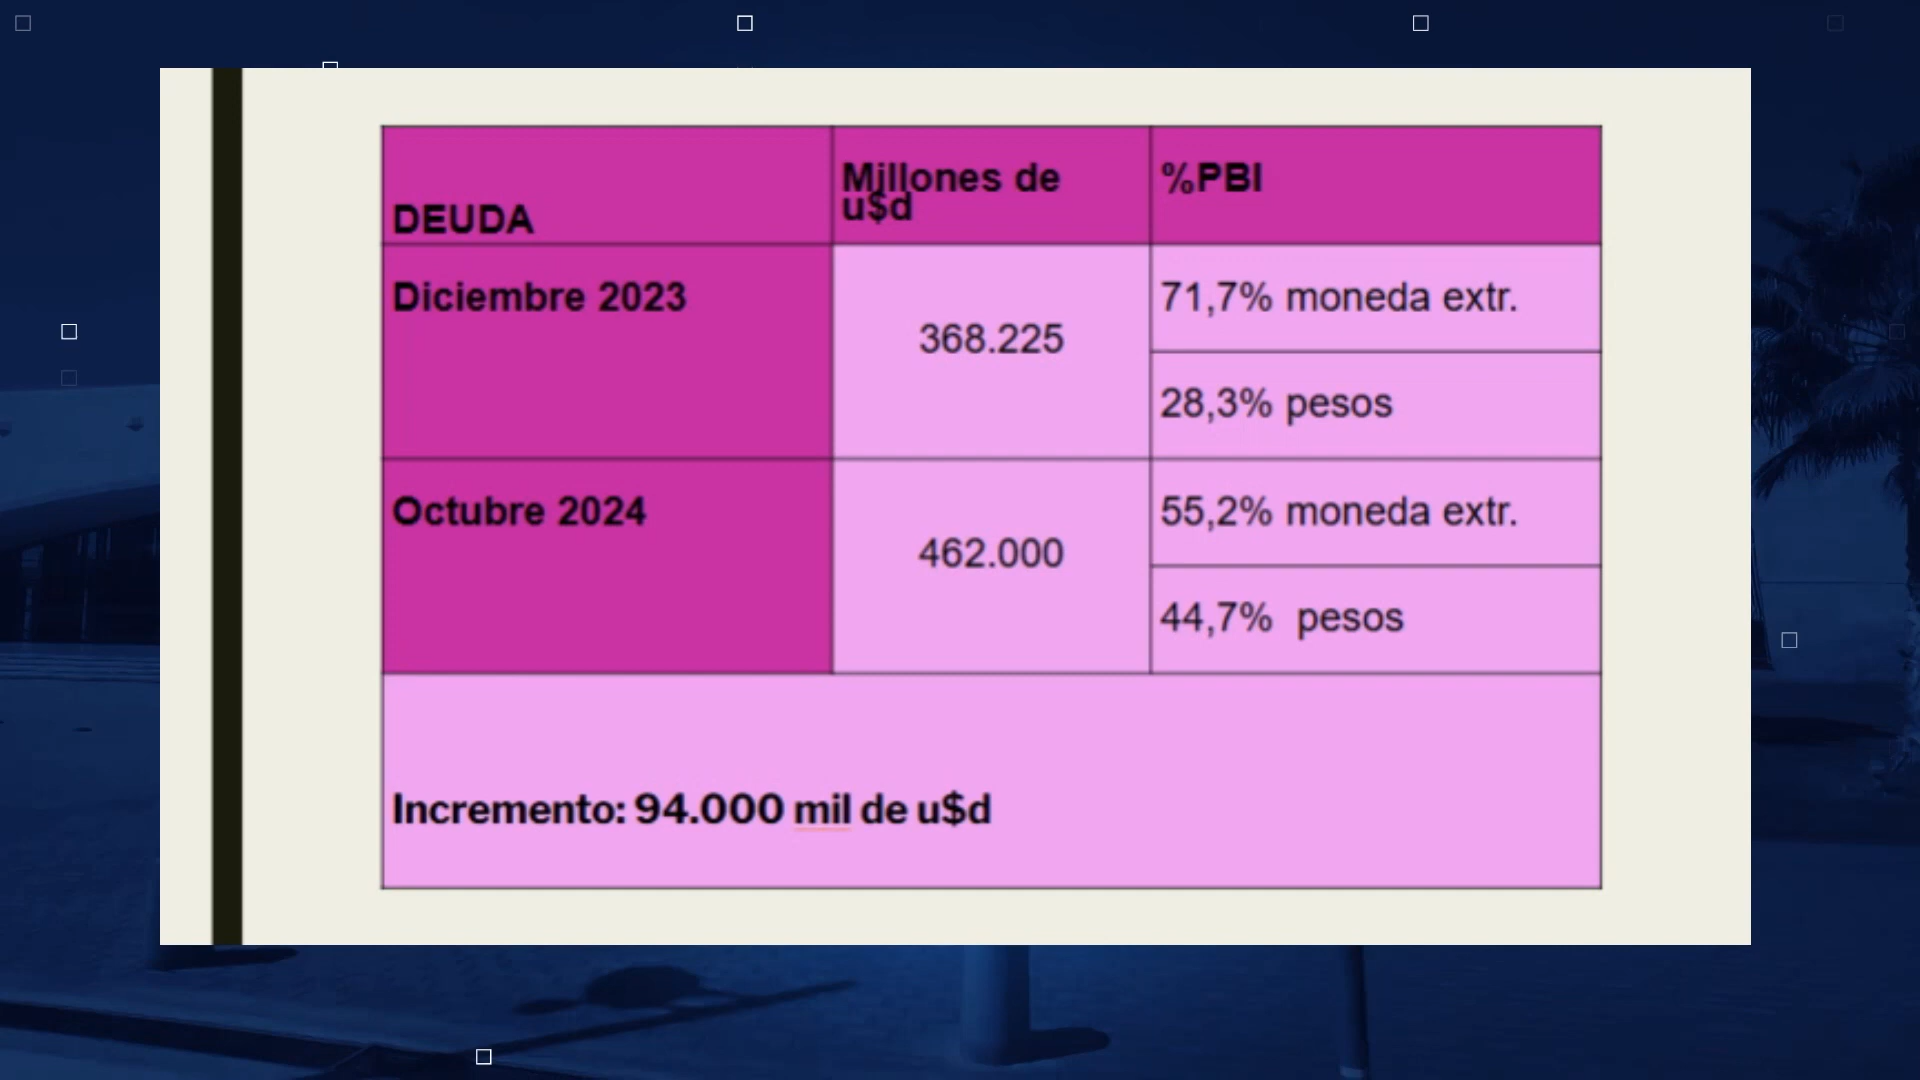 DEUDA
Millones de
u$d
%PBI
Diciembre 2023
368.225
71,7% moneda extr.
28,3% pesos
Octubre 2024
462.000
55,2% moneda extr.
44,7% pesos
Incremento: 94.000 mil de u$d